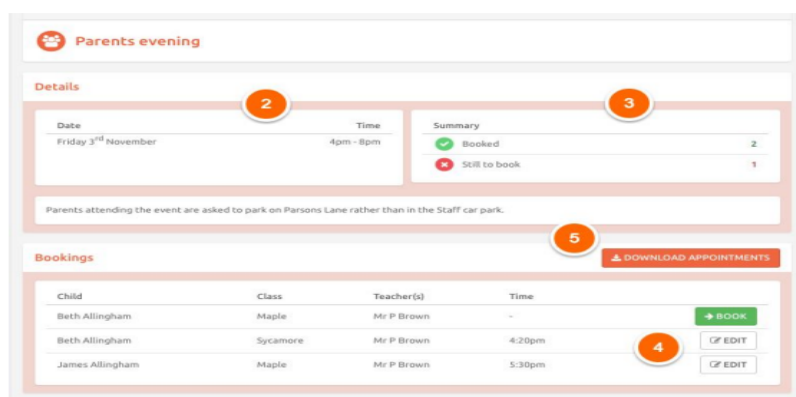 Parents evening
Details
2
3
Date Time
Friday 3rd November 4pm - 8pm
Summary
Booked 2
Still to book 1
Parents attending the event are asked to park on Parsons Lane rather than in the Staff car park.
5
Bookings DOWNLOAD APPOINTMENTS
Child Class Teacher(s) Time
Beth Allingham Maple Mr P Brown - BOOK
Beth Allingham Sycamore Mr P Brown 4:20pm 4 EDIT
James Allingham Maple Mr P Brown 5:30pm EDIT